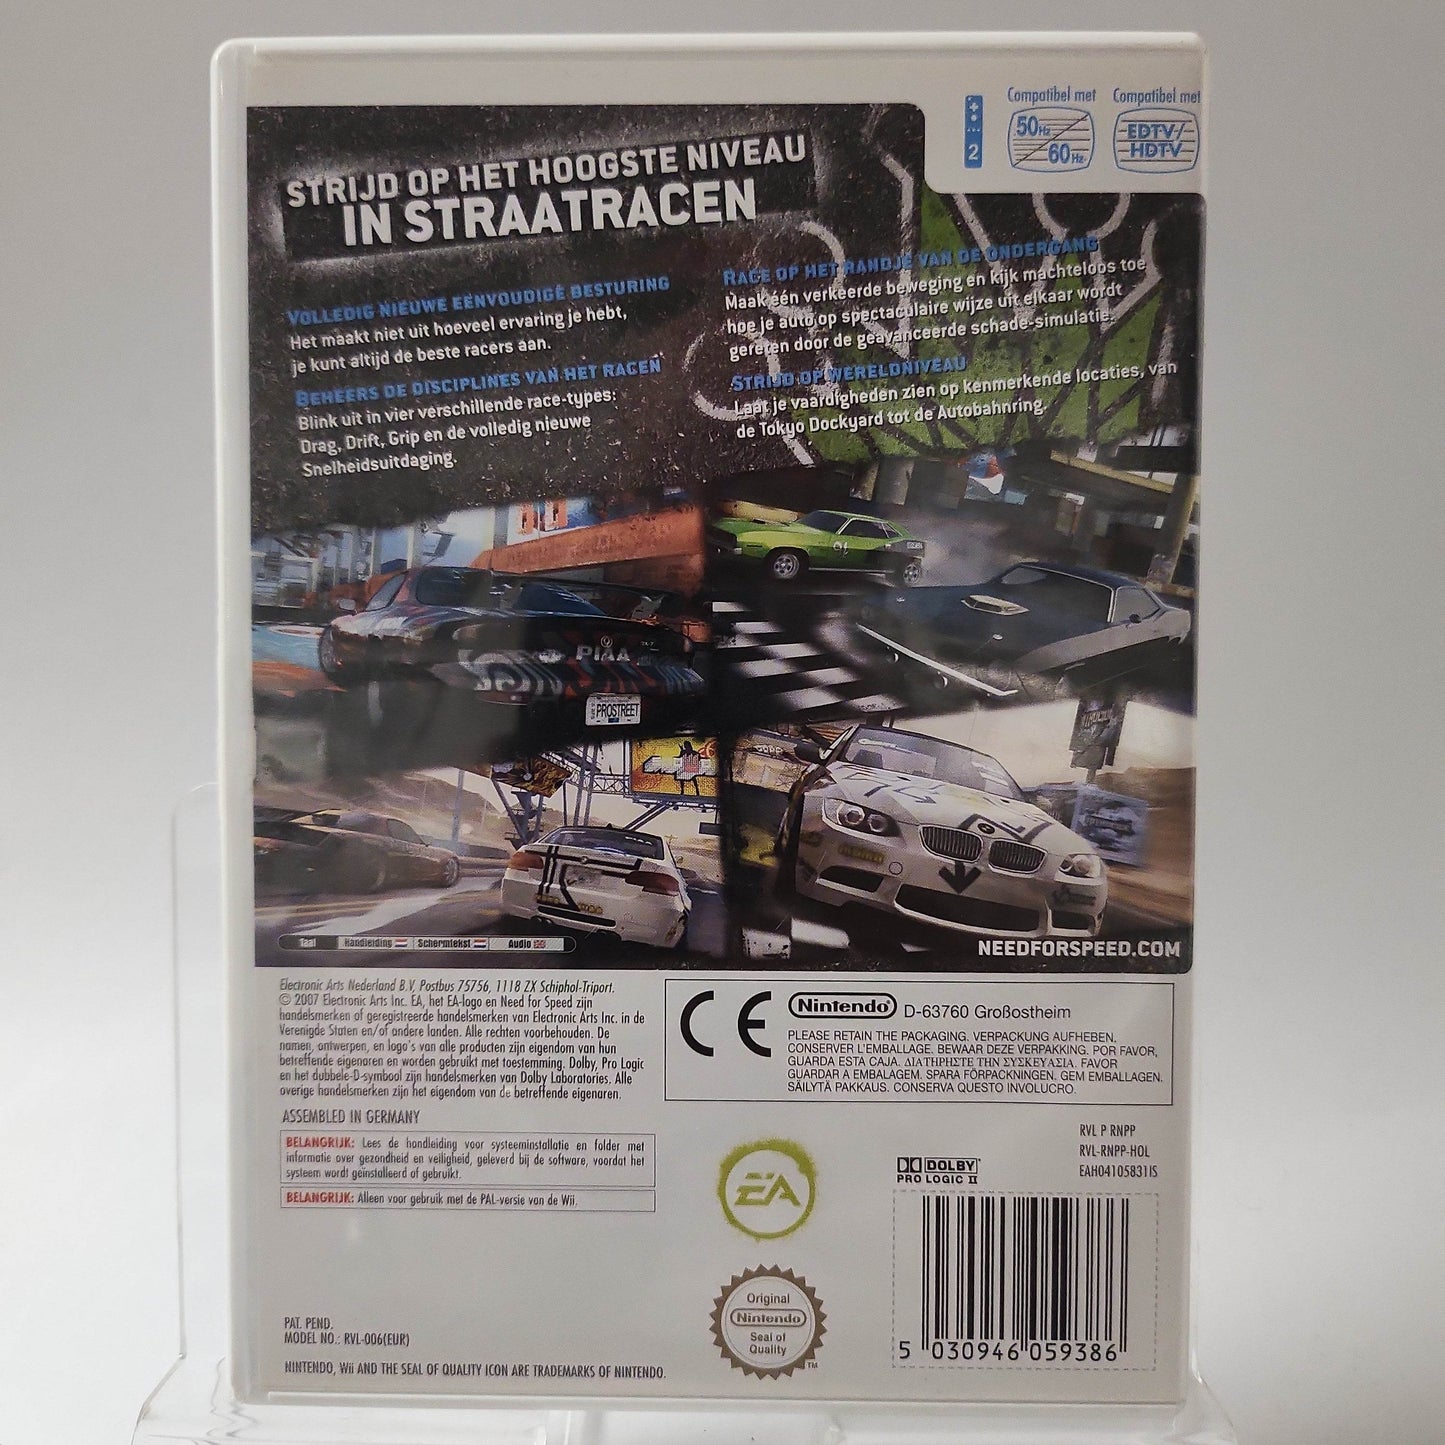 Compatibel met
50Hz
60Hz
Compatibel met
EDTV/
HDTV
2
STRIJD OP HET HOOGSTE NIVEAU
IN STRAATRACEN
VOLLEDIG NIEUWE EENVOUDIGE BESTURING
Het maakt niet uit hoeveel ervaring je hebt,
je kunt altijd de beste racers aan.
BEHEERS DE DISCIPLINES VAN HET RACEN
Blink uit in vier verschillende race-types:
Drag, Drift, Grip en de volledig nieuwe
Snelheidsuitdaging.
RACE OP HET RANDJE VAN DE ONDERGANG
Maak één verkeerde beweging en kijk machteloos toe
hoe je auto op spectaculaire wijze uit elkaar wordt
gereten door de geavanceerde schade-simulatie.
STRIJD OP WERELDNIVEAU
Laat je vaardigheden zien op kenmerkende locaties, van
de Tokyo Dockyard tot de Autobahnring.
PIAA
PROSTREET
NEEDFORSPEED.COM
Taal Handleiding Schermtekst Audio
Electronic Arts Nederland B.V. Postbus 75756, 1118 ZX Schiphol-Triport.
© 2007 Electronic Arts Inc. EA, het EA-logo en Need for Speed zijn
handelsmerken of geregistreerde handelsmerken van Electronic Arts Inc. in de
Verenigde Staten en/of andere landen. Alle rechten voorbehouden. De
namen, ontwerpen, en logo's van alle producten zijn eigendom van hun
betreffende eigenaren en worden gebruikt met toestemming. Dolby, Pro Logic
en het dubbele-D-symbool zijn handelsmerken van Dolby Laboratories. Alle
overige handelsmerken zijn het eigendom van de betreffende eigenaren.
ASSEMBLED IN GERMANY
BELANGRIJK: Lees de handleiding voor systeeminstallatie en folder met
informatie over gezondheid en veiligheid, geleverd bij de software, voordat het
systeem wordt geïnstalleerd of gebruikt.
BELANGRIJK: Alleen voor gebruik met de PAL-versie van de Wii.
CE
Nintendo D-63760 Großostheim
PLEASE RETAIN THE PACKAGING. VERPACKUNG AUFHEBEN.
CONSERVER L'EMBALLAGE. BEWAAR DEZE VERPAKKING. POR FAVOR,
GUARDA ESTA CAJA. ΔΙΑΤΗΡΗΣΤΕ ΤΗΝ ΣΥΣΚΕΥΑΣΙΑ. FAVOR
GUARDAR A EMBALAGEM. SPARA FÖRPACKNINGEN. GEM EMBALLAGEN.
SÄILYTÄ PAKKAUS. CONSERVA QUESTO INVOLUCRO.
RVL P RNPP
RVL-RNPP-HOL
EAH04105831IS
DOLBY
PRO LOGIC II
EA
Original
Nintendo
Seal of
Quality
TM
5 030946 059386
PAT. PEND.
MODEL NO.: RVL-006(EUR)
NINTENDO, Wii AND THE SEAL OF QUALITY ICON ARE TRADEMARKS OF NINTENDO.